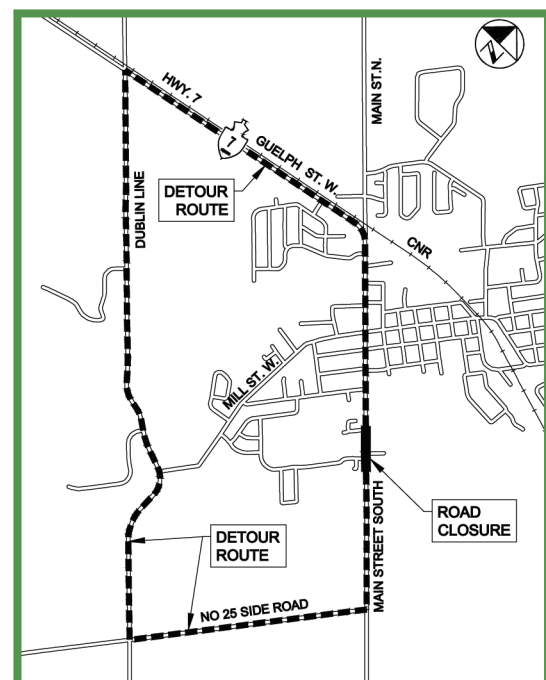 N
HWY. 7
7
GUELPH ST. W.
MAIN ST.N.
DETOUR
ROUTE
DUBLIN LINE
CNR
MILL ST. W.
ROAD
CLOSURE
MAIN STREET SOUTH
DETOUR
ROUTE
NO 25 SIDE ROAD